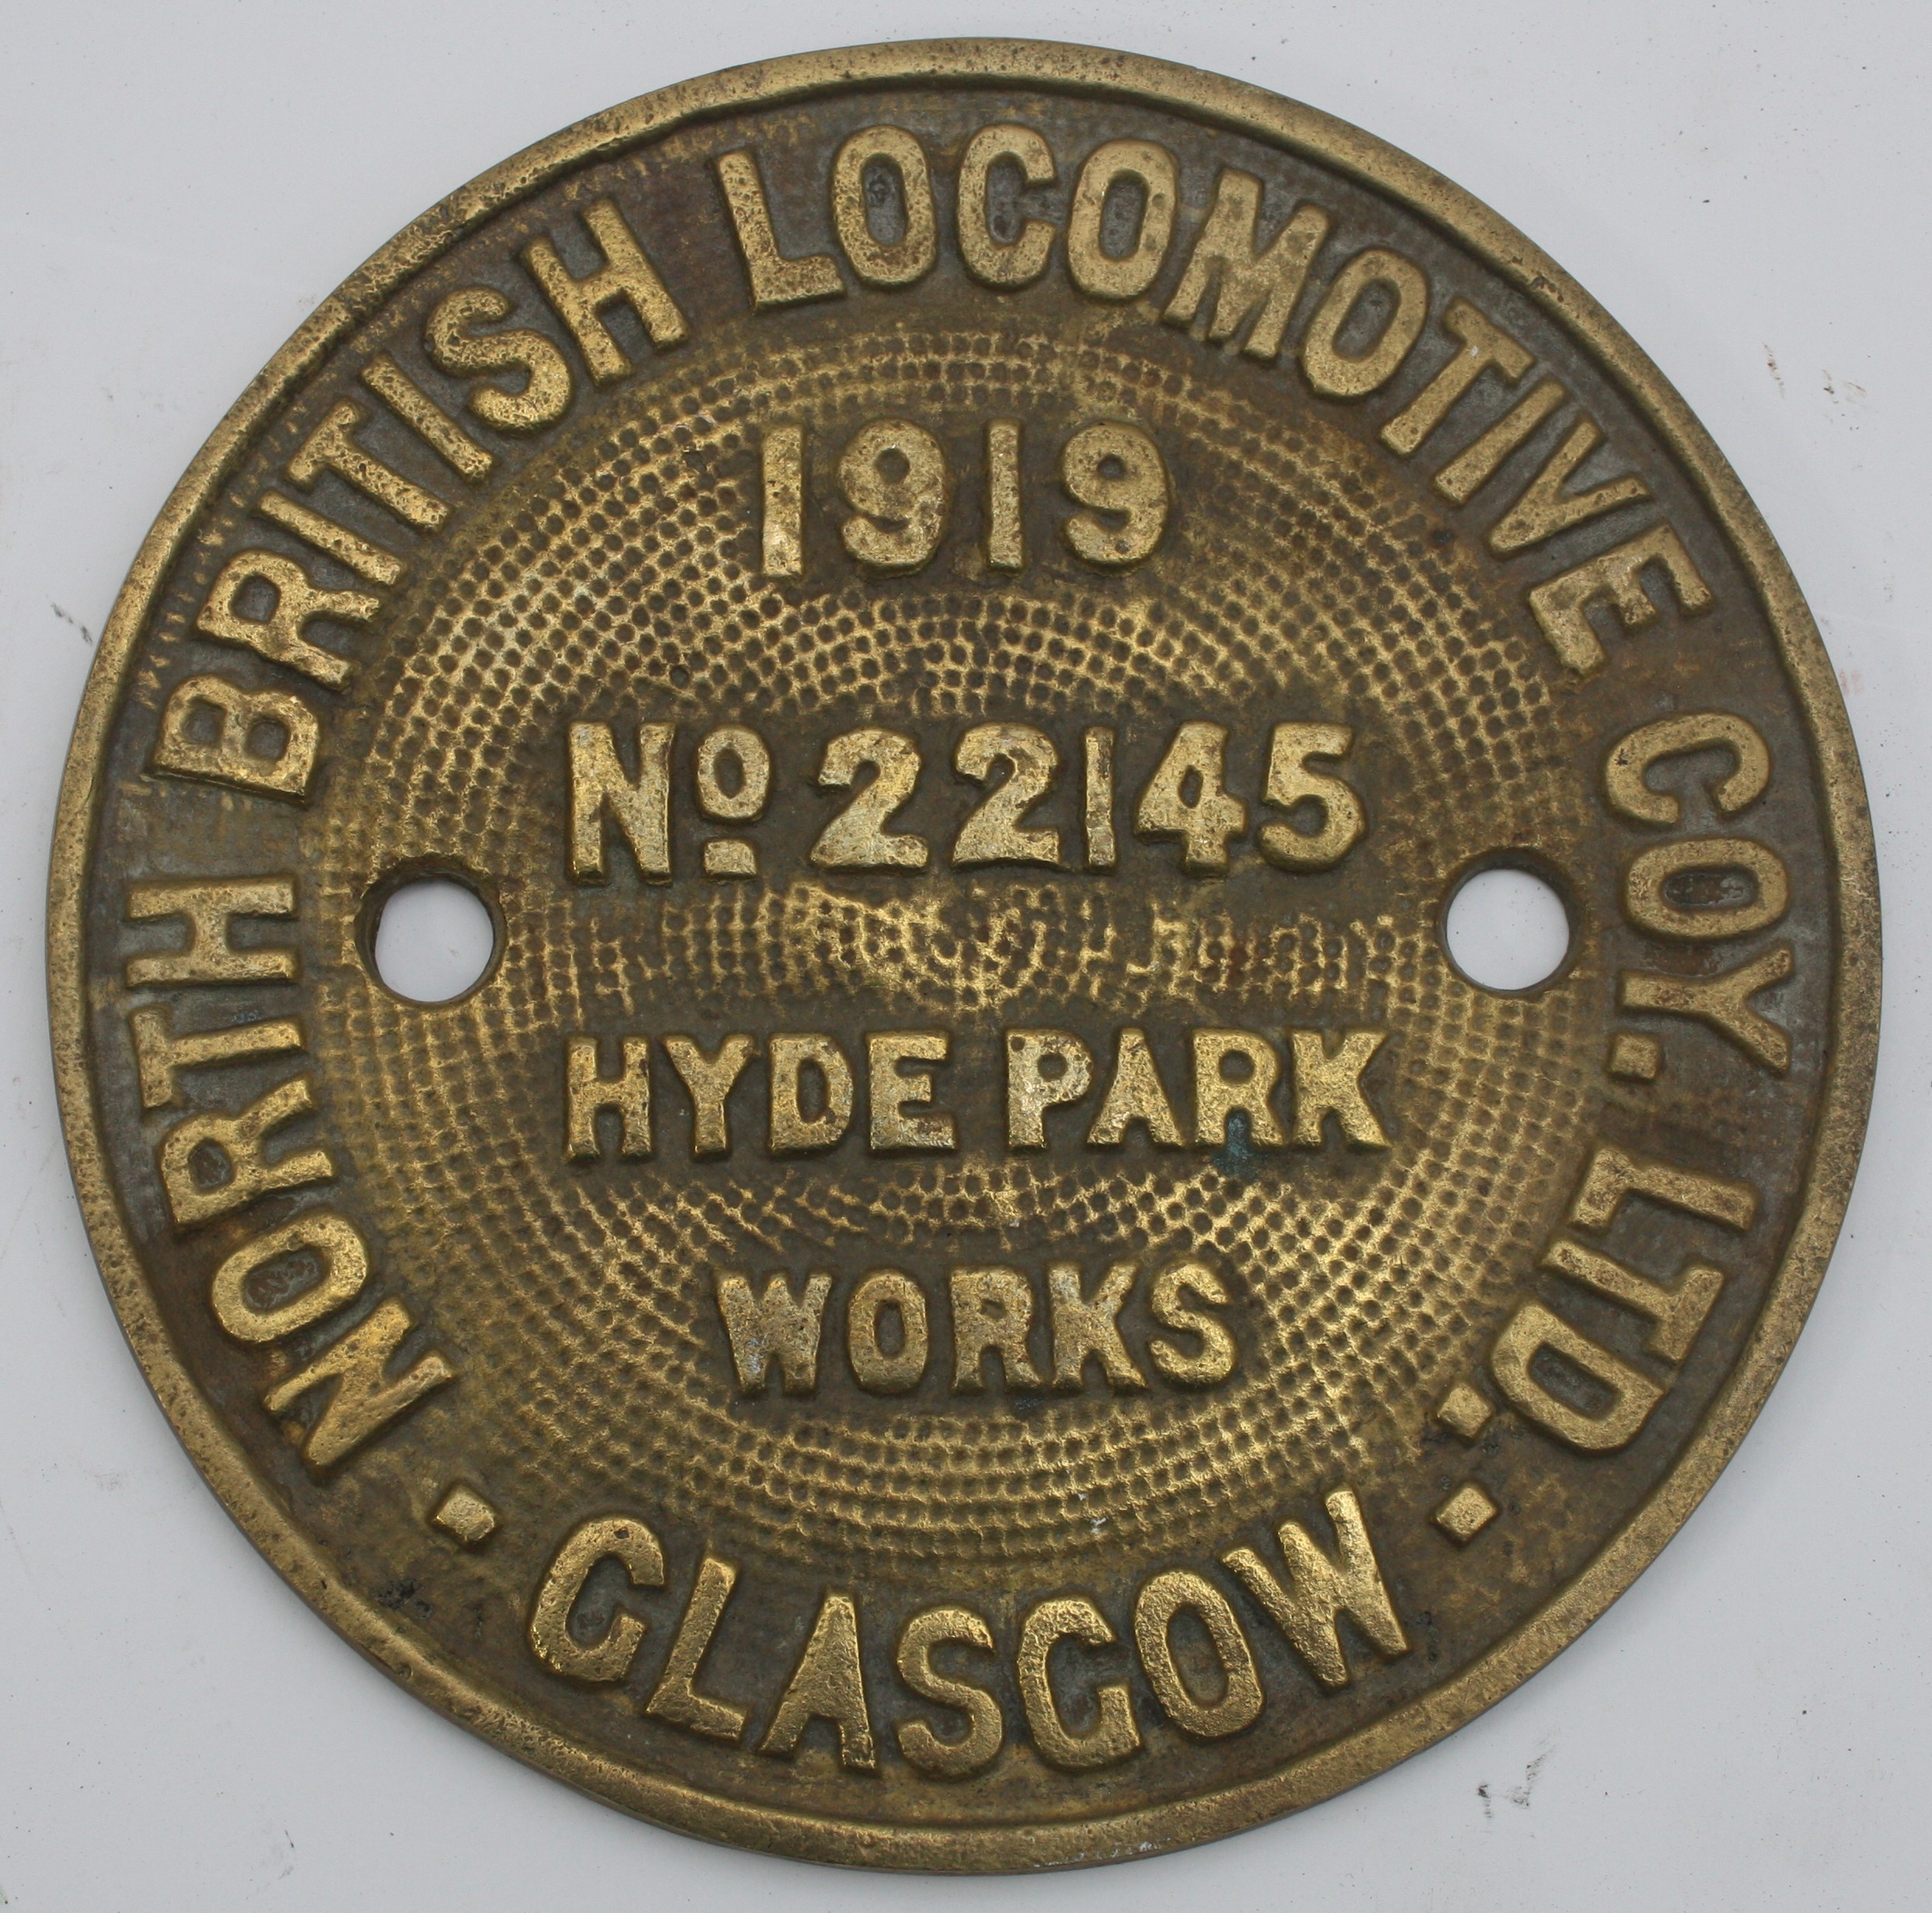 NORTH BRITISH LOCOMOTIVE COY. LTD.
1919
No. 22145
HYDE PARK
WORKS
· GLASGOW ·